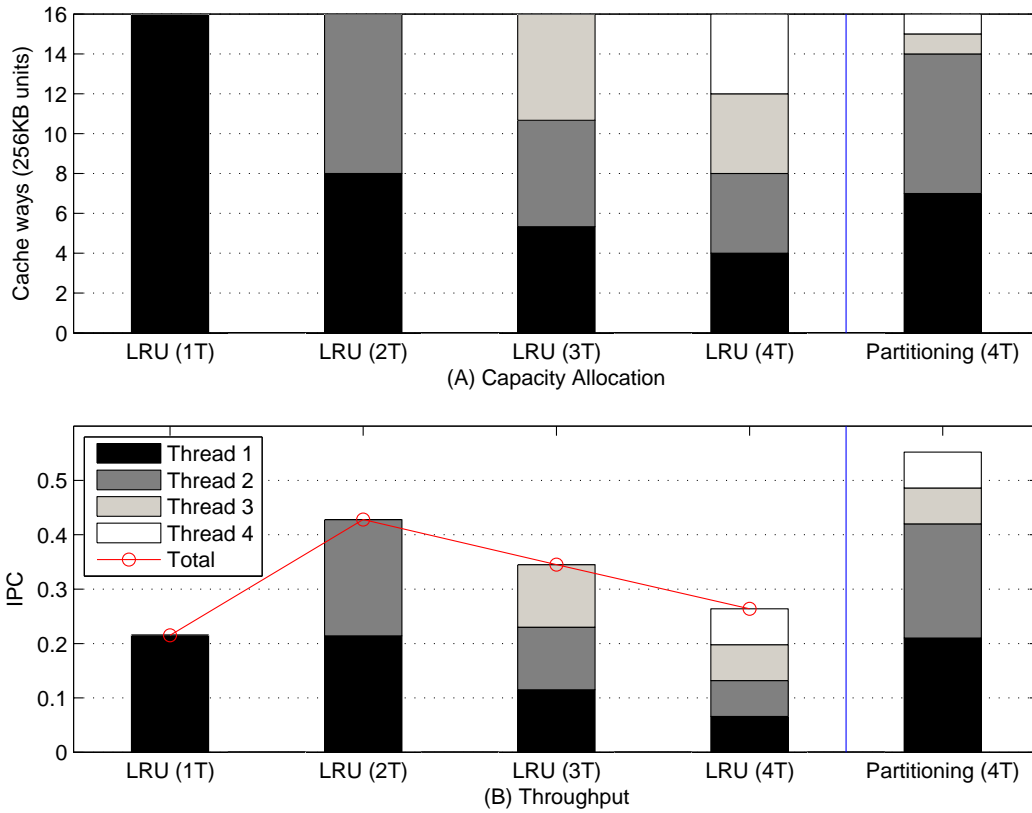 16
14
12
10
8
6
4
2
0
Cache ways (256KB units)
LRU (1T) LRU (2T) LRU (3T) LRU (4T) Partitioning (4T)
(A) Capacity Allocation
Thread 1
Thread 2
Thread 3
Thread 4
Total
0.5
0.4
0.3
0.2
0.1
0
IPC
LRU (1T) LRU (2T) LRU (3T) LRU (4T) Partitioning (4T)
(B) Throughput